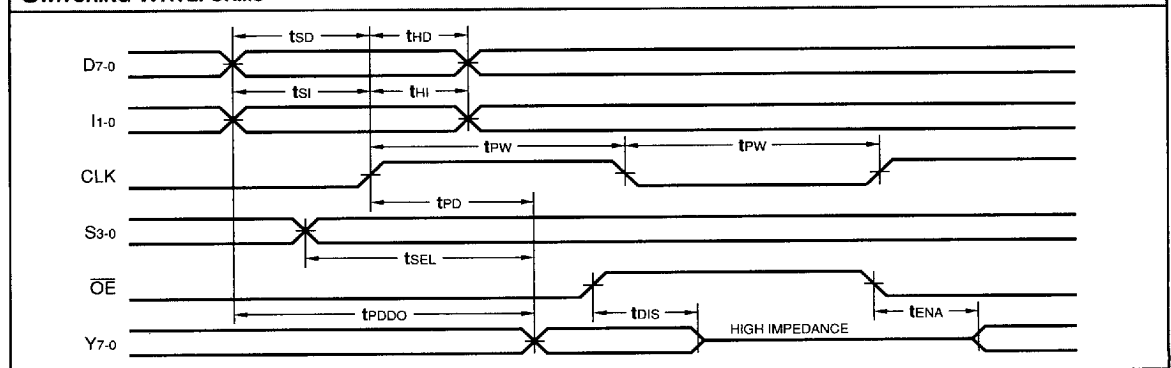 SWITCHING WAVEFORMS
tSD tHD
D7-0
tSI tHI
I1-0
tPW tPW
CLK
tPD
S3-0
tSEL
OE
tPDDO tDIS tENA
HIGH IMPEDANCE
Y7-0